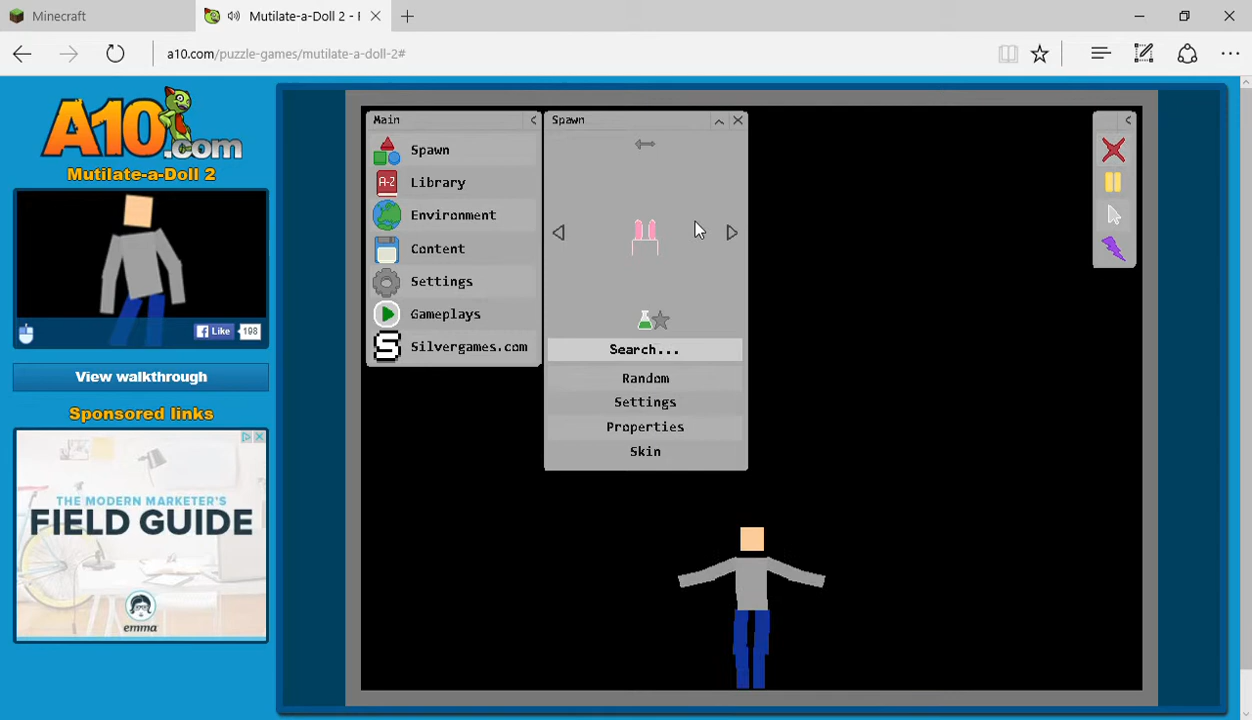 Minecraft
Mutilate-a-Doll 2 - F
a10.com/puzzle-games/mutilate-a-doll-2#
A10.com
Mutilate-a-Doll 2
Like 198
View walkthrough
Sponsored links
THE MODERN MARKETER'S
FIELD GUIDE
emma
Main
Spawn
A-Z Library
Environment
Content
Settings
Gameplays
S Silvergames.com
Spawn
Search...
Random
Settings
Properties
Skin